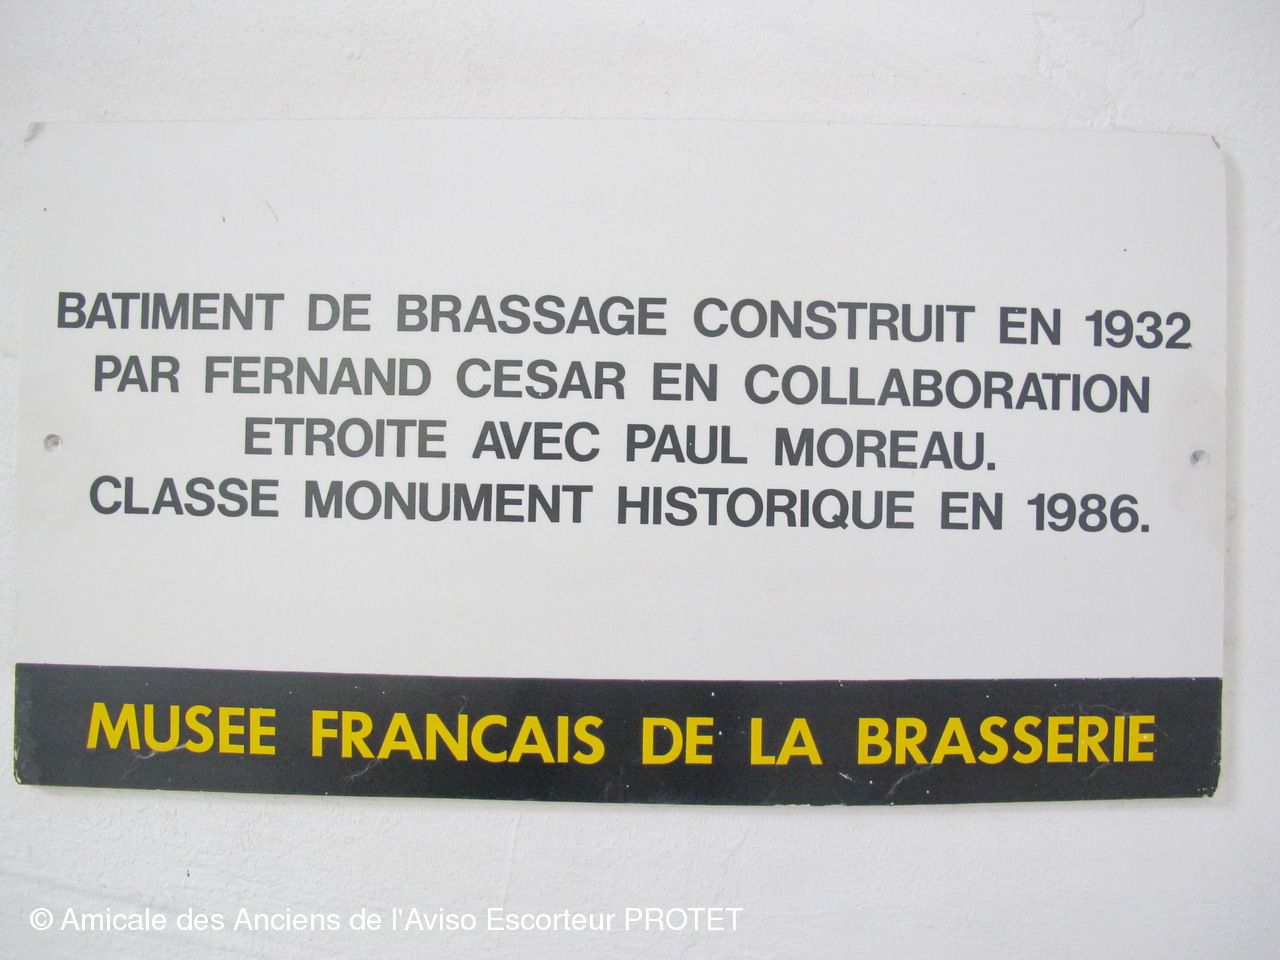 BATIMENT DE BRASSAGE CONSTRUIT EN 1932
PAR FERNAND CESAR EN COLLABORATION
ETROITE AVEC PAUL MOREAU.
CLASSE MONUMENT HISTORIQUE EN 1986.
MUSEE FRANCAIS DE LA BRASSERIE
© Amicale des Anciens de l'Aviso Escorteur PROTET